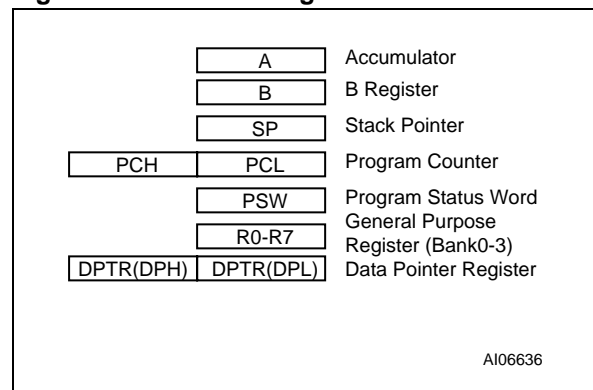 A Accumulator
B B Register
SP Stack Pointer
PCH PCL Program Counter
PSW Program Status Word
R0-R7 General Purpose
Register (Bank0-3)
DPTR(DPH) DPTR(DPL) Data Pointer Register
AI06636